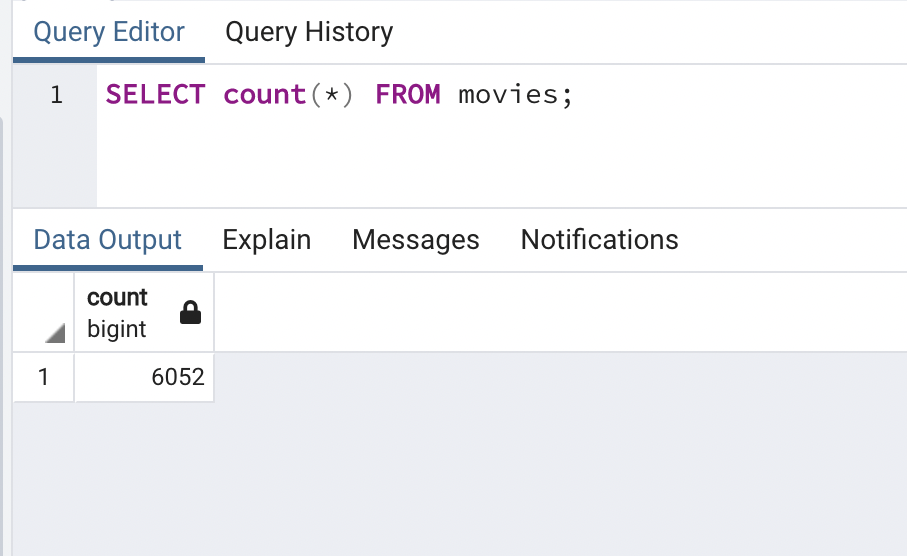 Query Editor Query History
1 SELECT count(*) FROM movies;
Data Output Explain Messages Notifications
count
bigint
1 6052